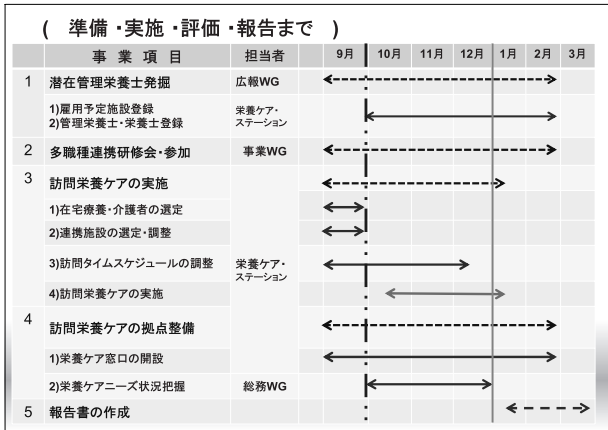 ( 準備・実施・評価・報告まで )
事業項目 担当者 9月 10月 11月 12月 1月 2月 3月
1 潜在管理栄養士発掘 広報WG
1)雇用予定施設登録
2)管理栄養士・栄養士登録
栄養ケア・
ステーション
2 多職種連携研修会・参加 事業WG
3 訪問栄養ケアの実施
1)在宅療養・介護者の選定
2)連携施設の選定・調整
3)訪問タイムスケジュールの調整
栄養ケア・
ステーション
4)訪問栄養ケアの実施
4 訪問栄養ケアの拠点整備
1)栄養ケア窓口の開設
2)栄養ケアニーズ状況把握 総務WG
5 報告書の作成